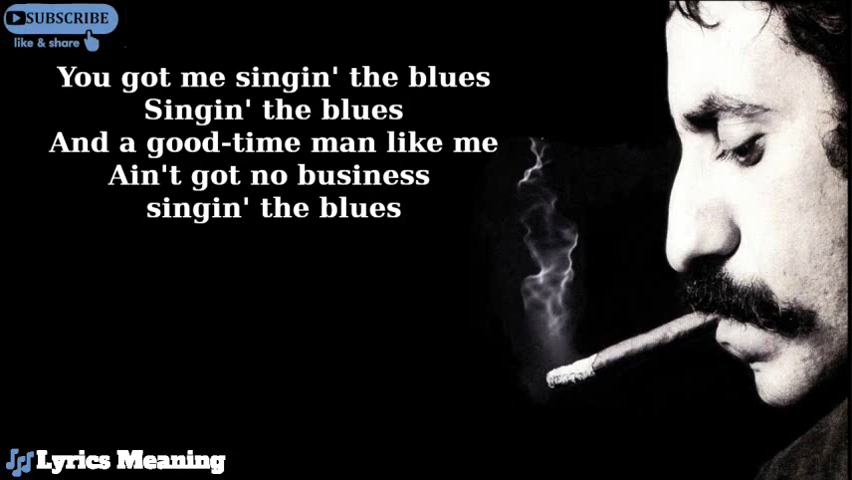 SUBSCRIBE
like & share
You got me singin' the blues
Singin' the blues
And a good-time man like me
Ain't got no business
singin' the blues
Lyrics Meaning